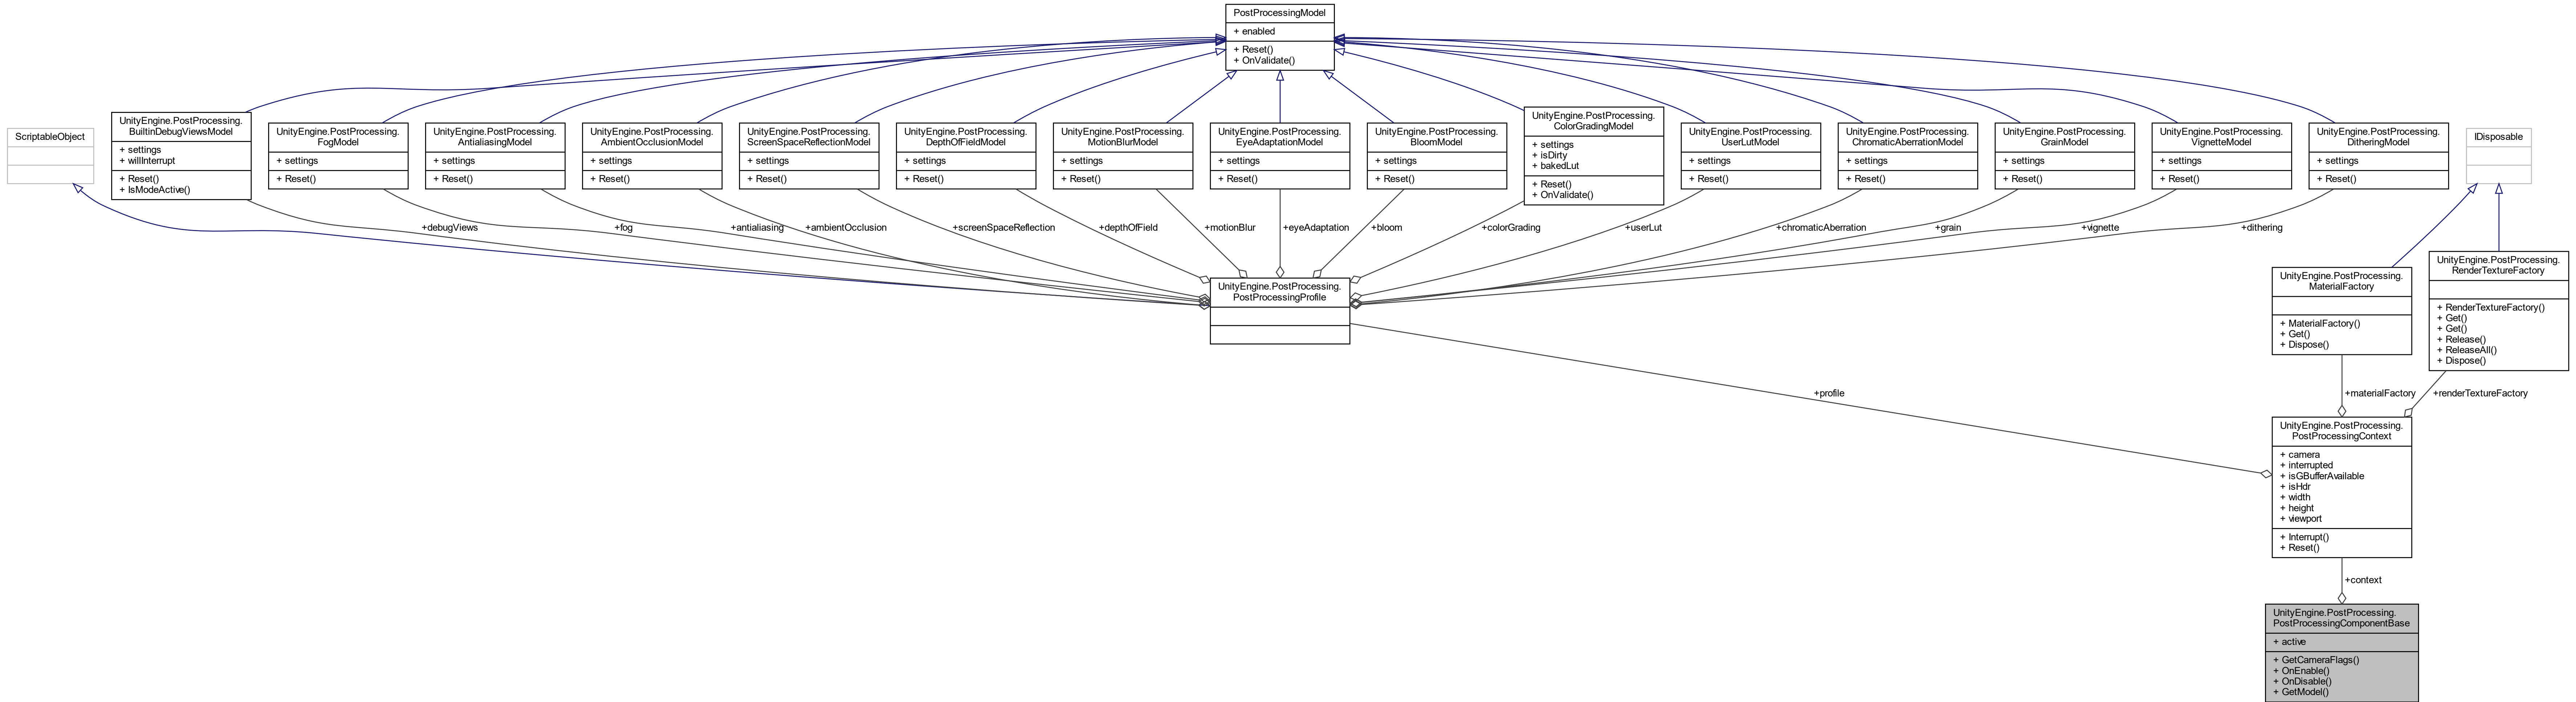 PostProcessingModel
+ enabled
+ Reset()
+ OnValidate()
ScriptableObject
UnityEngine.PostProcessing.
BuiltinDebugViewsModel
+ settings
+ willInterrupt
+ Reset()
+ IsModeActive()
UnityEngine.PostProcessing.
FogModel
+ settings
+ Reset()
UnityEngine.PostProcessing.
AntialiasingModel
+ settings
+ Reset()
UnityEngine.PostProcessing.
AmbientOcclusionModel
+ settings
+ Reset()
UnityEngine.PostProcessing.
ScreenSpaceReflectionModel
+ settings
+ Reset()
UnityEngine.PostProcessing.
DepthOfFieldModel
+ settings
+ Reset()
UnityEngine.PostProcessing.
MotionBlurModel
+ settings
+ Reset()
UnityEngine.PostProcessing.
EyeAdaptationModel
+ settings
+ Reset()
UnityEngine.PostProcessing.
BloomModel
+ settings
+ Reset()
UnityEngine.PostProcessing.
ColorGradingModel
+ settings
+ isDirty
+ bakedLut
+ Reset()
+ OnValidate()
UnityEngine.PostProcessing.
UserLutModel
+ settings
+ Reset()
UnityEngine.PostProcessing.
ChromaticAberrationModel
+ settings
+ Reset()
UnityEngine.PostProcessing.
GrainModel
+ settings
+ Reset()
UnityEngine.PostProcessing.
VignetteModel
+ settings
+ Reset()
UnityEngine.PostProcessing.
DitheringModel
+ settings
+ Reset()
IDisposable
+debugViews
+fog
+antialiasing
+ambientOcclusion
+screenSpaceReflection
+depthOfField
+motionBlur
+eyeAdaptation
+bloom
+colorGrading
+userLut
+chromaticAberration
+grain
+vignette
+dithering
UnityEngine.PostProcessing.
PostProcessingProfile
UnityEngine.PostProcessing.
MaterialFactory
+ MaterialFactory()
+ Get()
+ Dispose()
UnityEngine.PostProcessing.
RenderTextureFactory
+ RenderTextureFactory()
+ Get()
+ Get()
+ Release()
+ ReleaseAll()
+ Dispose()
+profile
+materialFactory
+renderTextureFactory
UnityEngine.PostProcessing.
PostProcessingContext
+ camera
+ interrupted
+ isGBufferAvailable
+ isHdr
+ width
+ height
+ viewport
+ Interrupt()
+ Reset()
+context
UnityEngine.PostProcessing.
PostProcessingComponentBase
+ active
+ GetCameraFlags()
+ OnEnable()
+ OnDisable()
+ GetModel()